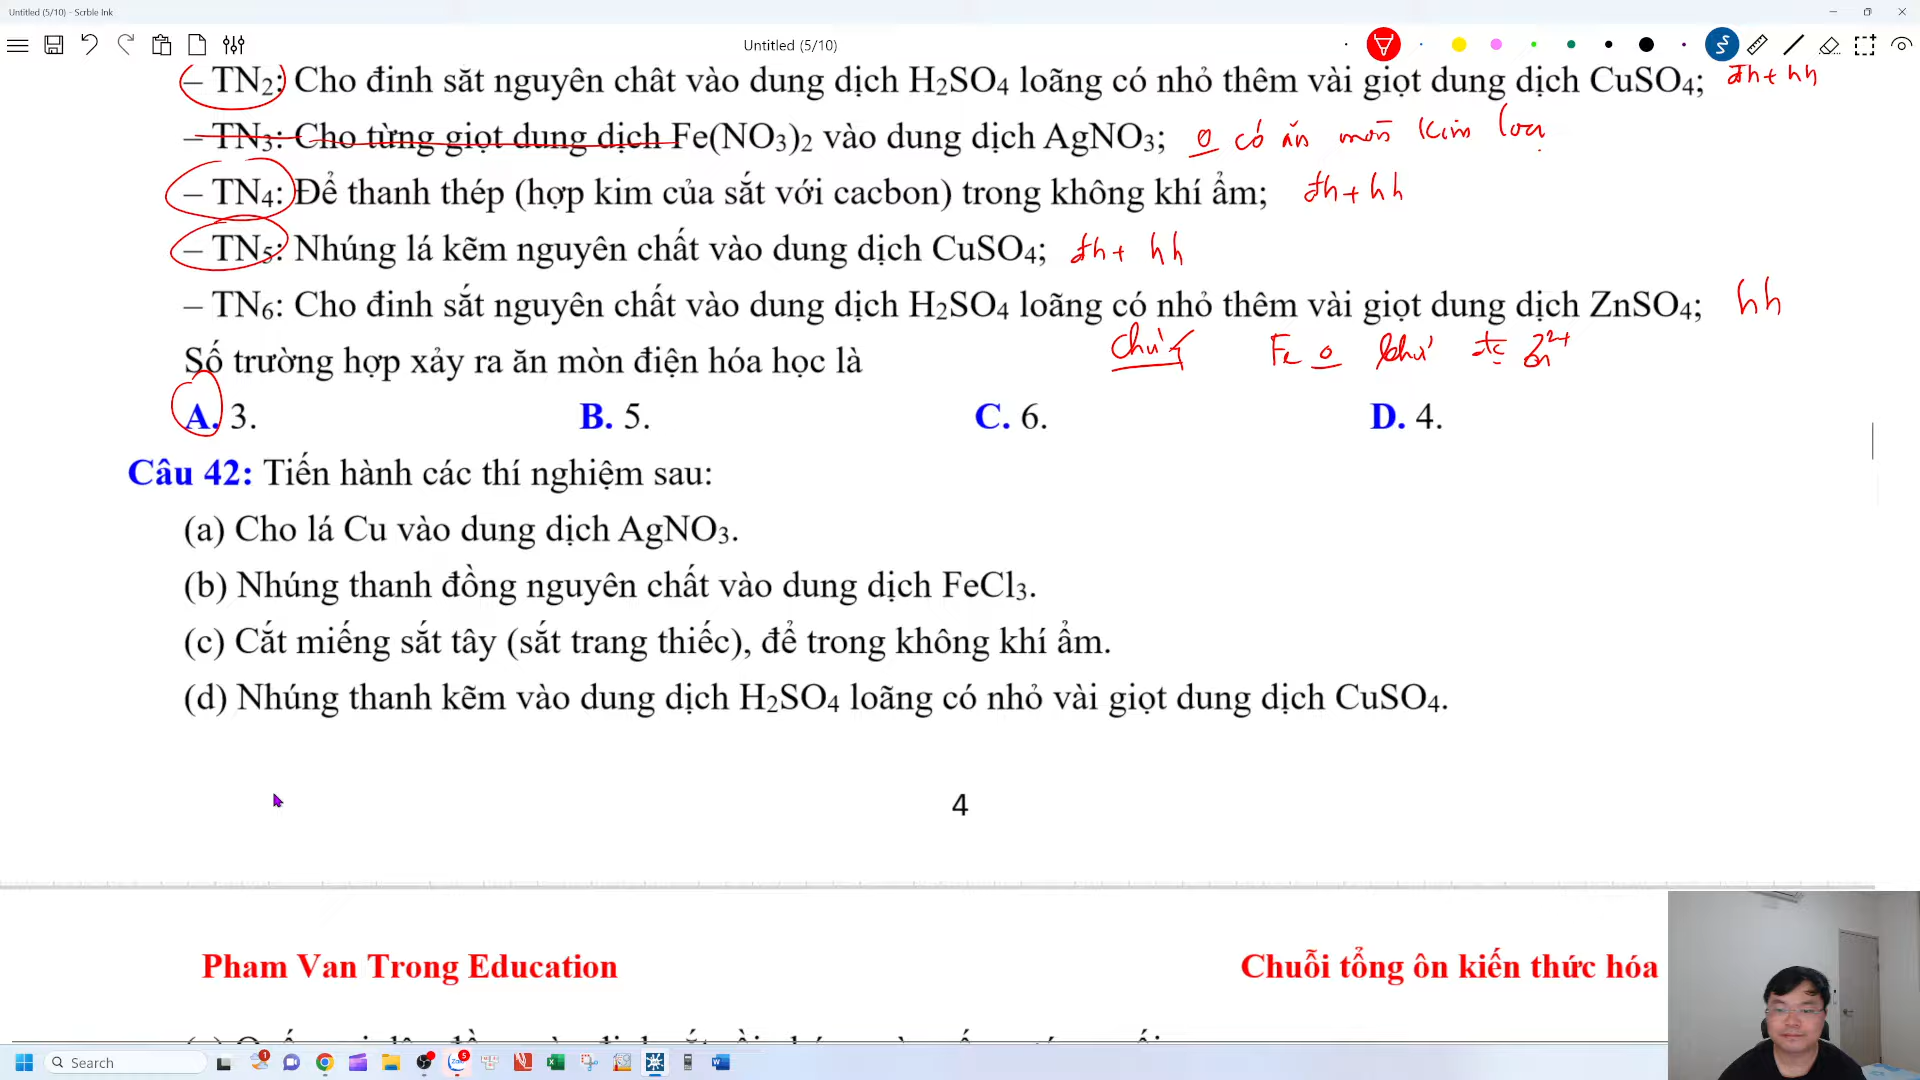 Untitled (5/10) - Scrble Ink
Untitled (5/10)
– TN2: Cho đinh sắt nguyên chất vào dung dịch H2SO4 loãng có nhỏ thêm vài giọt dung dịch CuSO4; đh + hh
– TN3: Cho từng giọt dung dịch Fe(NO3)2 vào dung dịch AgNO3; o có ăn mòn kim loại
– TN4: Để thanh thép (hợp kim của sắt với cacbon) trong không khí ẩm; đh + hh
– TN5: Nhúng lá kẽm nguyên chất vào dung dịch CuSO4; đh + hh
– TN6: Cho đinh sắt nguyên chất vào dung dịch H2SO4 loãng có nhỏ thêm vài giọt dung dịch ZnSO4; hh
Số trường hợp xảy ra ăn mòn điện hóa học là
Fe o khử đc Zn2+
A. 3. B. 5. C. 6. D. 4.
Câu 42: Tiến hành các thí nghiệm sau:
(a) Cho lá Cu vào dung dịch AgNO3.
(b) Nhúng thanh đồng nguyên chất vào dung dịch FeCl3.
(c) Cắt miếng sắt tây (sắt trang thiếc), để trong không khí ẩm.
(d) Nhúng thanh kẽm vào dung dịch H2SO4 loãng có nhỏ vài giọt dung dịch CuSO4.
4
Pham Van Trong Education Chuỗi tổng ôn kiến thức hóa
Search